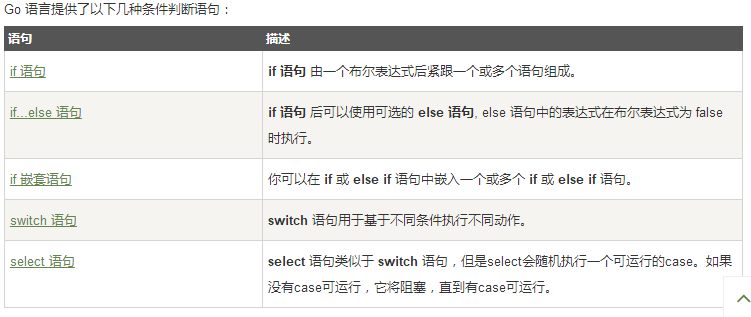 Go 语言提供了以下几种条件判断语句：
语句 描述
if 语句 if 语句 由一个布尔表达式后紧跟一个或多个语句组成。
if...else 语句 if 语句 后可以使用可选的 else 语句, else 语句中的表达式在布尔表达式为 false
时执行。
if 嵌套语句 你可以在 if 或 else if 语句中嵌入一个或多个 if 或 else if 语句。
switch 语句 switch 语句用于基于不同条件执行不同动作。
select 语句 select 语句类似于 switch 语句，但是select会随机执行一个可运行的case。如果
没有case可运行，它将阻塞，直到有case可运行。